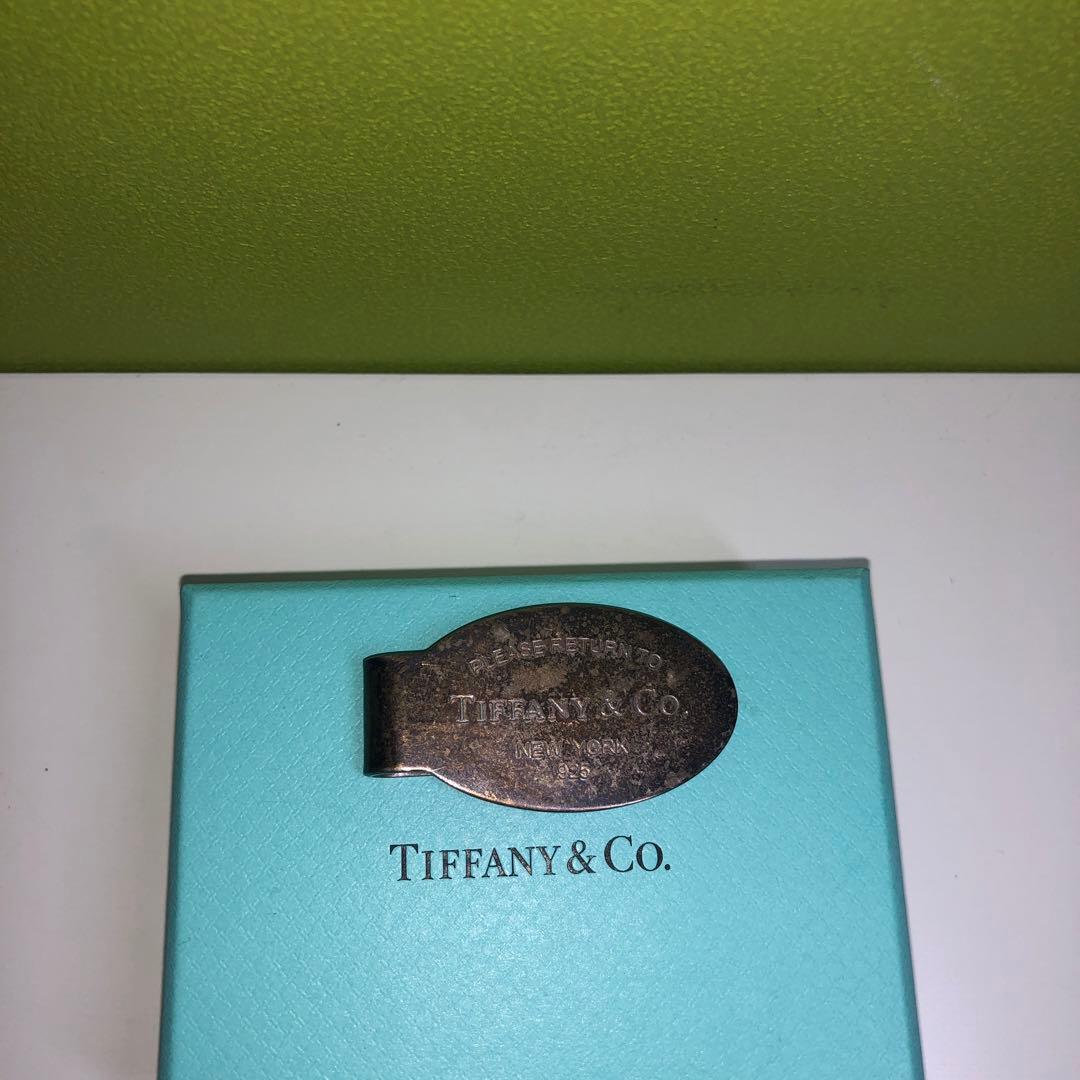 PLEASE RETURN TO
TIFFANY & CO.
NEW YORK
925
TIFFANY & CO.